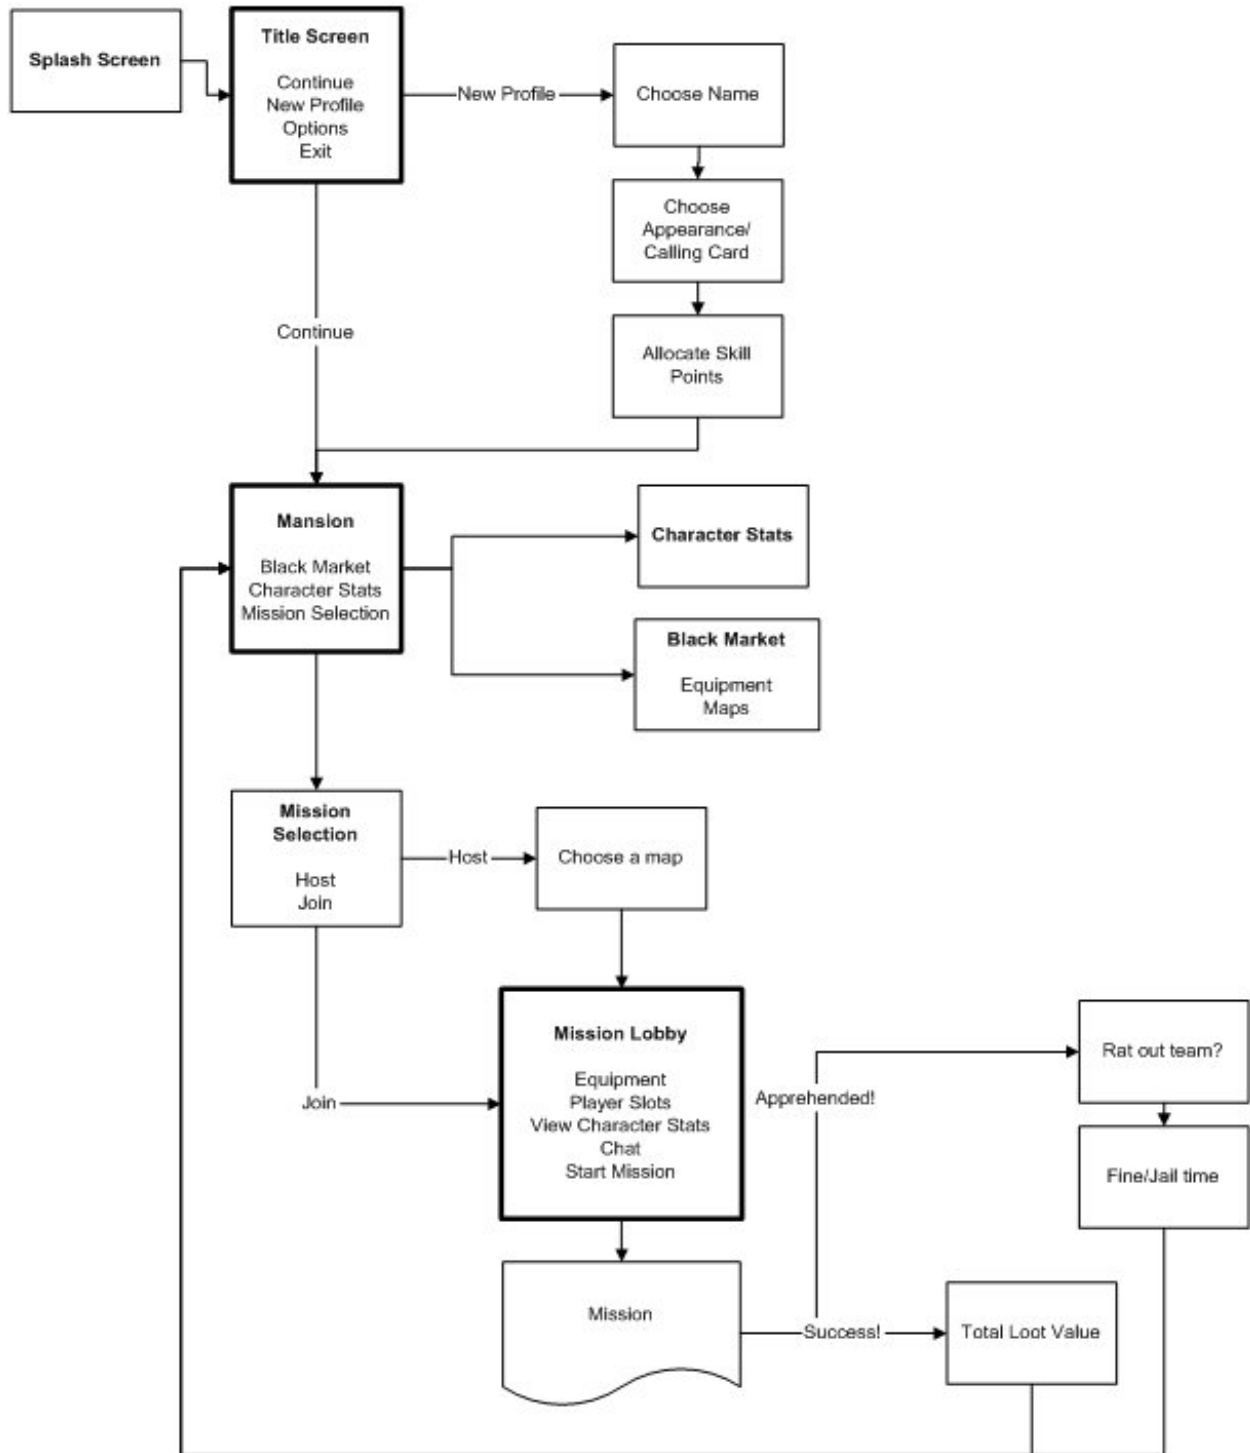 Splash Screen
Title Screen
Continue
New Profile
Options
Exit
New Profile
Choose Name
Choose
Appearance/
Calling Card
Continue
Allocate Skill
Points
Mansion
Black Market
Character Stats
Mission Selection
Character Stats
Black Market
Equipment
Maps
Mission
Selection
Host
Join
Host
Choose a map
Join
Mission Lobby
Equipment
Player Slots
View Character Stats
Chat
Start Mission
Apprehended!
Rat out team?
Fine/Jail time
Mission
Success!
Total Loot Value